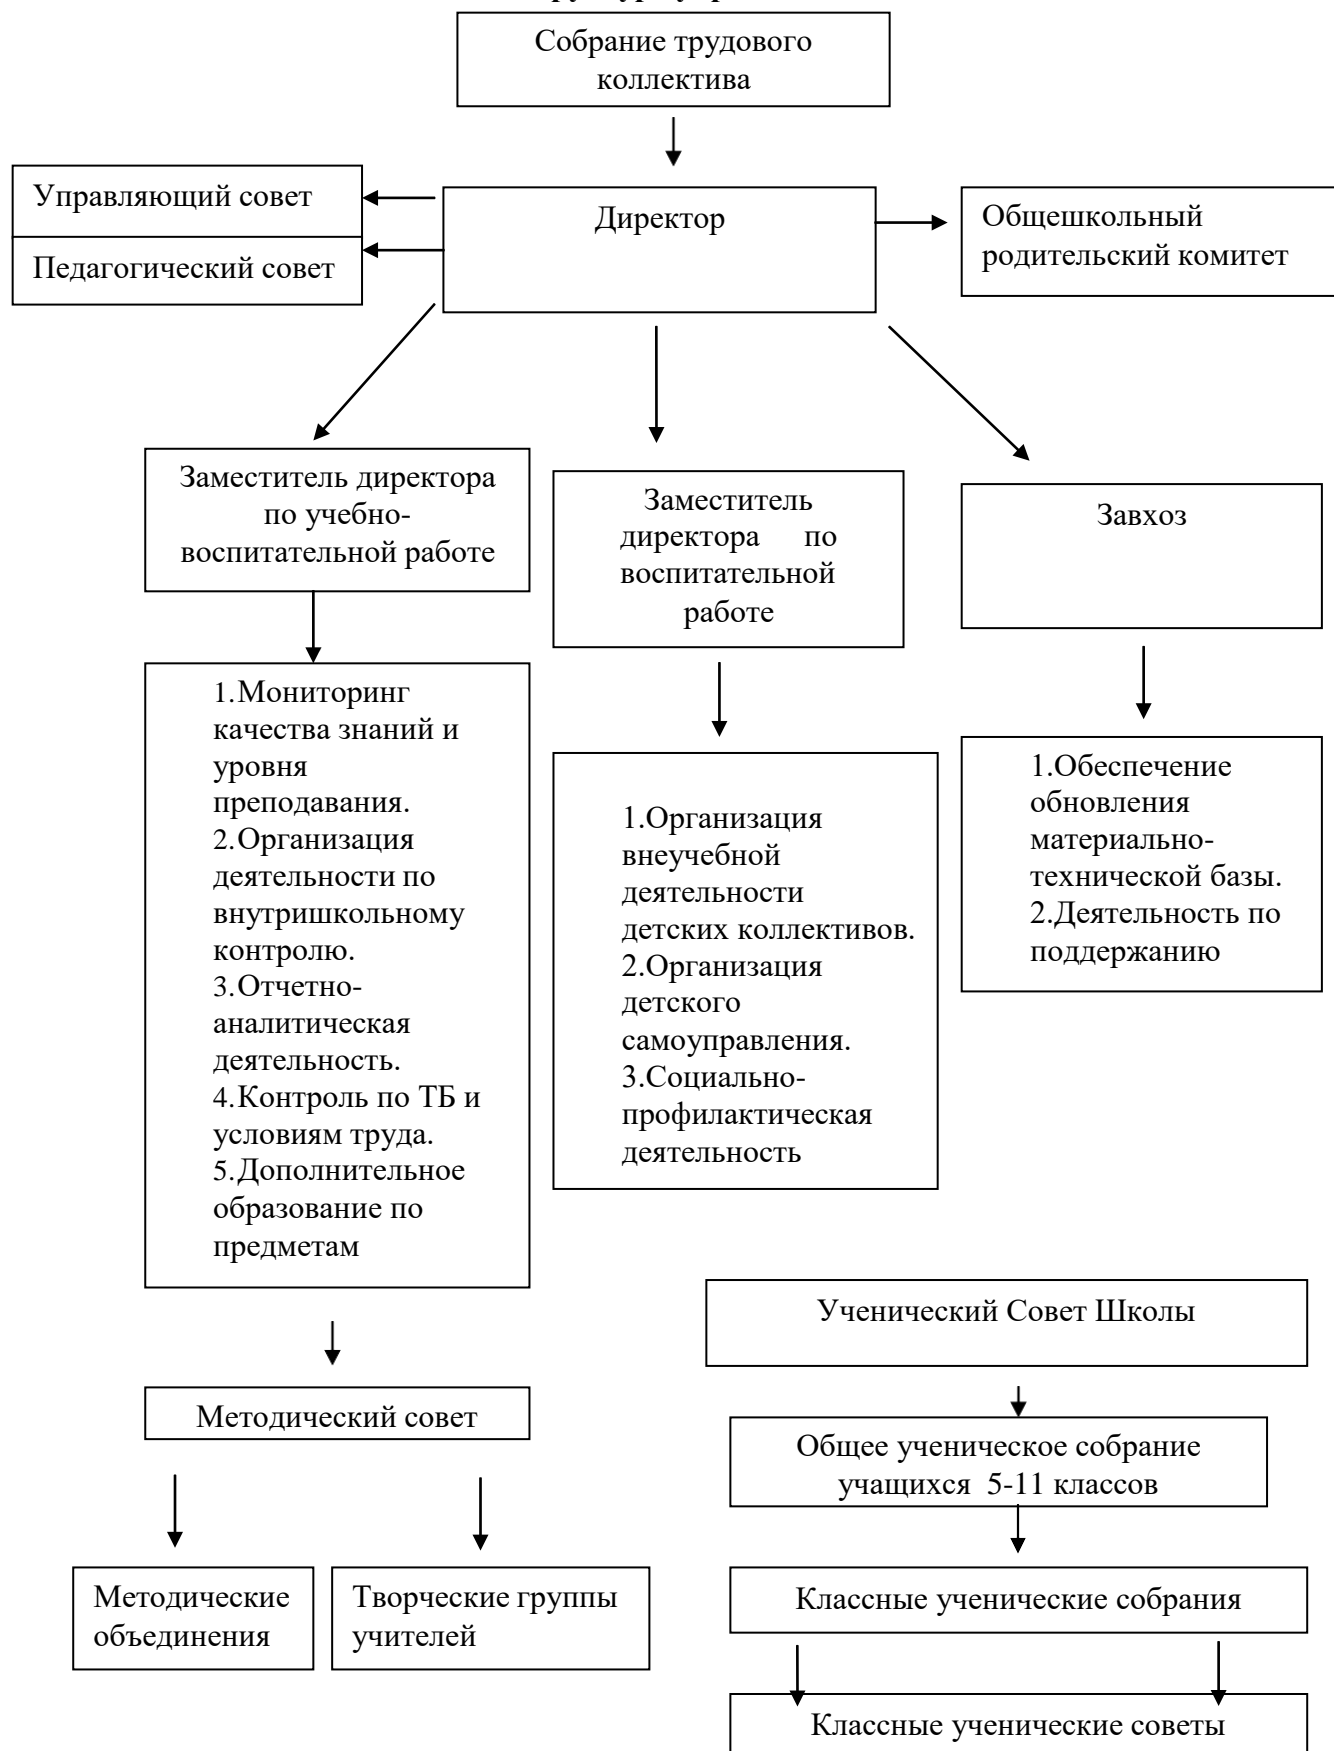 Собрание трудового
коллектива
Управляющий совет
Педагогический совет
Директор
Общешкольный
родительский комитет
Заместитель директора
по учебно-
воспитательной работе
Заместитель
директора по
воспитательной
работе
Завхоз
1.Мониторинг
качества знаний и
уровня
преподавания.
2.Организация
деятельности по
внутришкольному
контролю.
3.Отчетно-
аналитическая
деятельность.
4.Контроль по ТБ и
условиям труда.
5.Дополнительное
образование по
предметам
1.Организация
внеучебной
деятельности
детских коллективов.
2.Организация
детского
самоуправления.
3.Социально-
профилактическая
деятельность
1.Обеспечение
обновления
материально-
технической базы.
2.Деятельность по
поддержанию
Методический совет
Методические
объединения
Творческие группы
учителей
Ученический Совет Школы
Общее ученическое собрание
учащихся 5-11 классов
Классные ученические собрания
Классные ученические советы